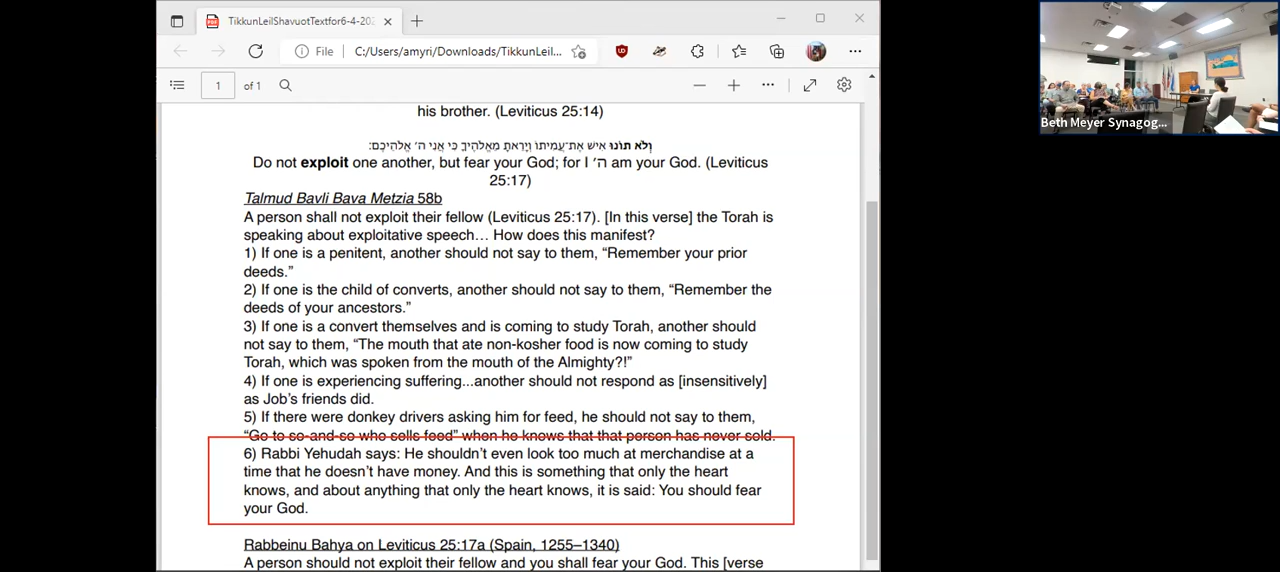 TikkunLeilShavuotTextfor6-4-202
File
C:/Users/amyri/Downloads/TikkunLeil...
1
of 1
his brother. (Leviticus 25:14)
וְלֹא תוֹנוּ אִישׁ אֶת־עֲמִיתוֹ וְיָרֵאתָ מֵאֱלֹהֶיךָ כִּי אֲנִי ה׳ אֱלֹהֵיכֶם:
Do not exploit one another, but fear your God; for I ה׳ am your God. (Leviticus
25:17)
Talmud Bavli Bava Metzia 58b
A person shall not exploit their fellow (Leviticus 25:17). [In this verse] the Torah is
speaking about exploitative speech… How does this manifest?
1) If one is a penitent, another should not say to them, “Remember your prior
deeds.”
2) If one is the child of converts, another should not say to them, “Remember the
deeds of your ancestors.”
3) If one is a convert themselves and is coming to study Torah, another should
not say to them, “The mouth that ate non-kosher food is now coming to study
Torah, which was spoken from the mouth of the Almighty?!”
4) If one is experiencing suffering...another should not respond as [insensitively]
as Job’s friends did.
5) If there were donkey drivers asking him for feed, he should not say to them,
“Go to so-and-so who sells feed” when he knows that that person has never sold.
6) Rabbi Yehudah says: He shouldn’t even look too much at merchandise at a
time that he doesn’t have money. And this is something that only the heart
knows, and about anything that only the heart knows, it is said: You should fear
your God.
Rabbeinu Bahya on Leviticus 25:17a (Spain, 1255–1340)
A person should not exploit their fellow and you shall fear your God. This [verse
Beth Meyer Synagog...